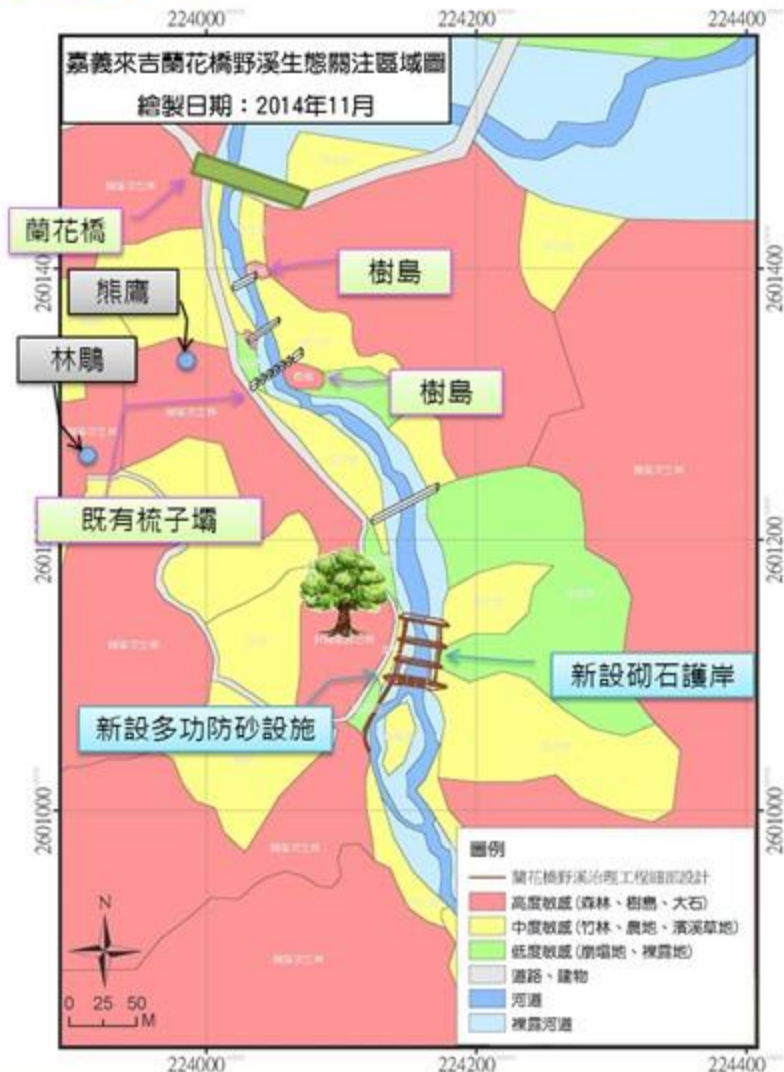 224000
224200
224400
嘉義來吉蘭花橋野溪生態關注區域圖
繪製日期：2014年11月
蘭花橋
樹島
熊鷹
林鵰
樹島
既有梳子壩
新設砌石護岸
新設多功防砂設施
2601400
2601200
2601000
2601400
2601200
2601000
N
0 25 50
M
圖例
蘭花橋野溪治理工程細部設計
高度敏感(森林、樹島、大石)
中度敏感(竹林、農地、濱溪草地)
低度敏感(崩塌地、裸露地)
道路、建物
河道
裸露河道
224000
224200
224400